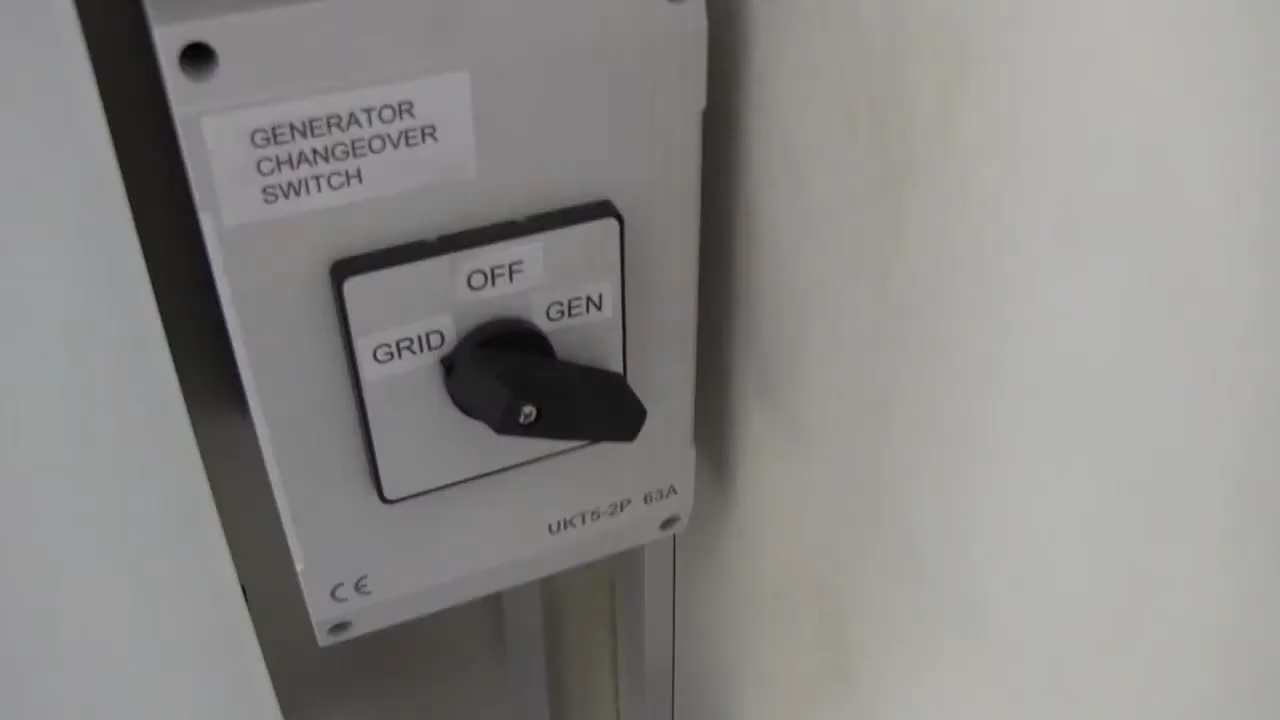 GENERATOR
CHANGEOVER
SWITCH
OFF
GEN
GRID
UKT5-2P 63A
CE